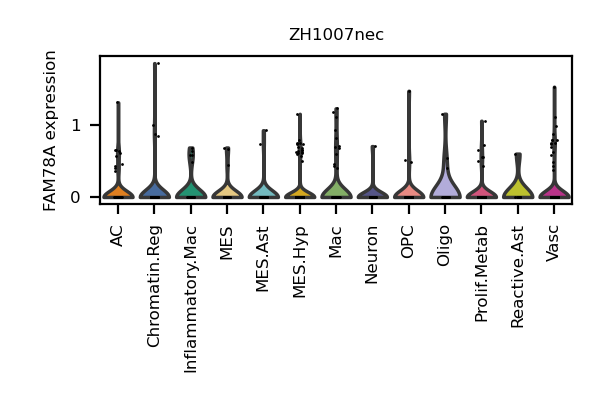 ZH1007nec
FAM78A expression
1
0
AC
Chromatin.Reg
Inflammatory.Mac
MES
MES.Ast
MES.Hyp
Mac
Neuron
OPC
Oligo
Prolif.Metab
Reactive.Ast
Vasc